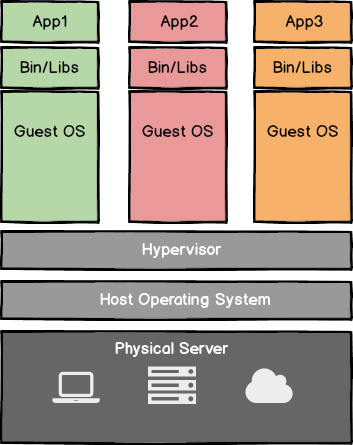 App1
App2
App3
Bin/Libs
Bin/Libs
Bin/Libs
Guest OS
Guest OS
Guest OS
Hypervisor
Host Operating System
Physical Server